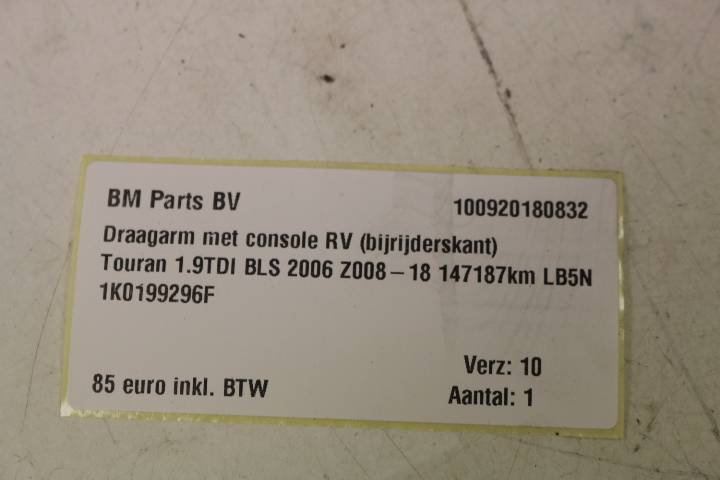 BM Parts BV 100920180832
Draagarm met console RV (bijrijderskant)
Touran 1.9TDI BLS 2006 Z008-18 147187km LB5N
1K0199296F
Verz: 10
85 euro inkl. BTW Aantal: 1